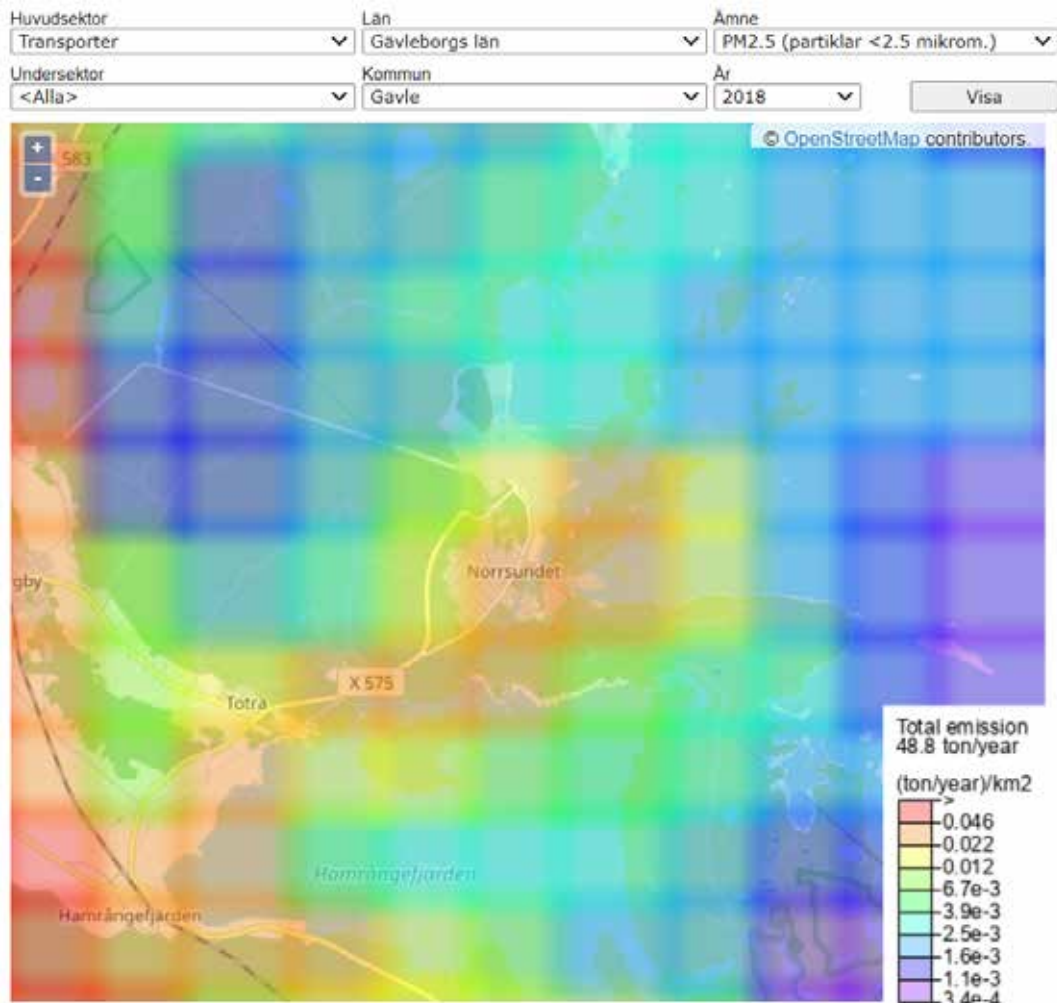 Huvudsektor
Län
Ämne
Transporter
Gavleborgs län
PM2.5 (partiklar <2.5 mikrom.)
Undersektor
Kommun
År
<Alla>
Gavle
2018
Visa
+
-
583
© OpenStreetMap contributors.
gby
Norrsundet
X 575
Totra
Hamrångefjärden
Hamrångefjärden
Total emission
48.8 ton/year
(ton/year)/km2
>
0.046
0.022
0.012
6.7e-3
3.9e-3
2.5e-3
1.6e-3
1.1e-3
3.4e-4